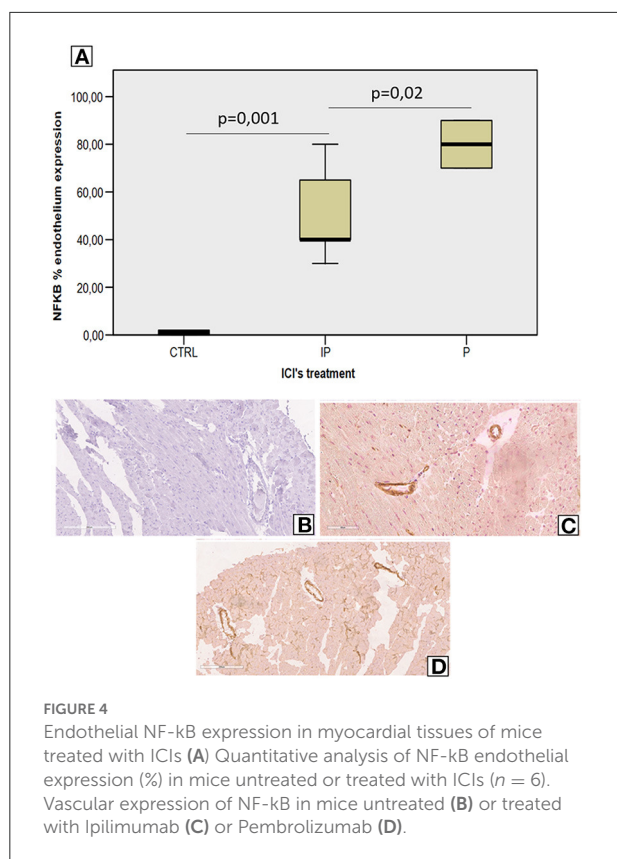 A
p=0,001
p=0,02
NFKB % endothelium expression
100,00
80,00
60,00
40,00
20,00
0,00
CTRL
IP
P
ICI's treatment
B
C
D
FIGURE 4
Endothelial NF-kB expression in myocardial tissues of mice
treated with ICIs (A) Quantitative analysis of NF-kB endothelial
expression (%) in mice untreated or treated with ICIs (n = 6).
Vascular expression of NF-kB in mice untreated (B) or treated
with Ipilimumab (C) or Pembrolizumab (D).